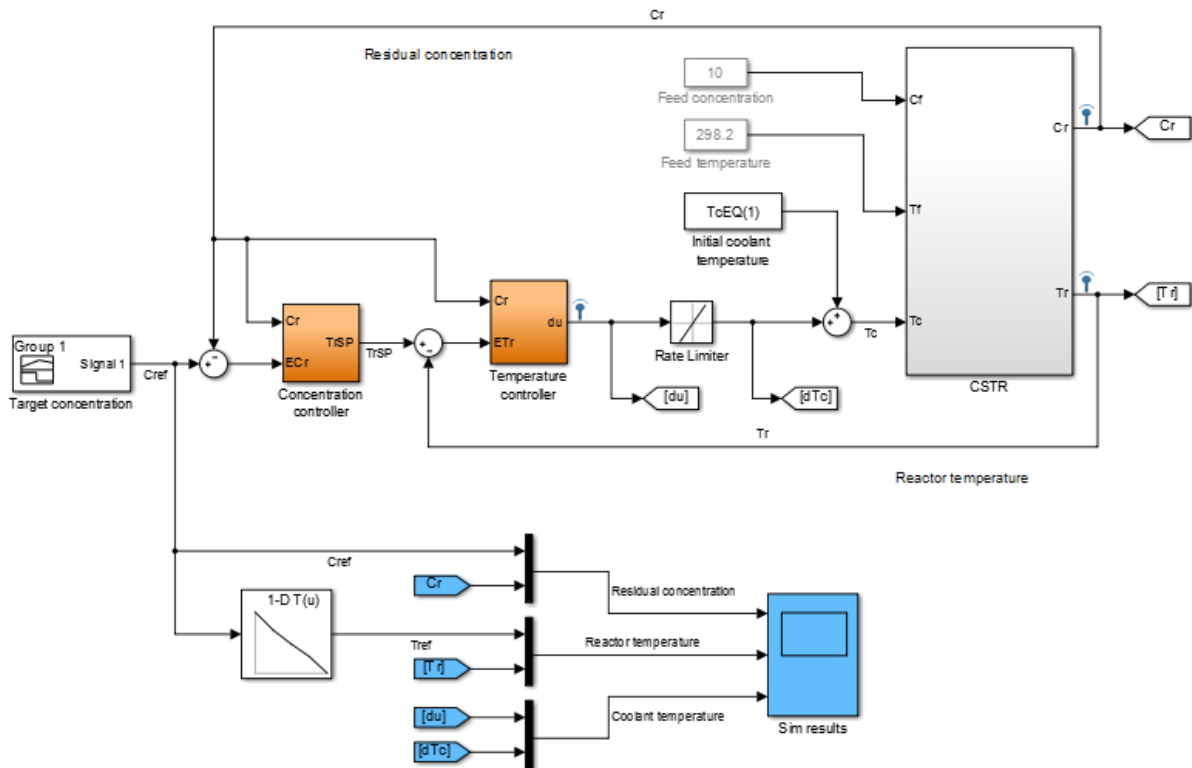 Cr
Residual concentration
10
Feed concentration
298.2
Feed temperature
TcEQ(1)
Initial coolant
temperature
Cf
Tf
Tc
Cr
Tr
CSTR
Cr
[Tr]
Group 1
Signal 1
Target concentration
Cref
+
-
Cr
ECr
TrSP
Concentration
controller
TrSP
+
-
Cr
ETr
du
Temperature
controller
Rate Limiter
+
+
Tc
[du]
[dTc]
Tr
Reactor temperature
Cref
Cr
Residual concentration
1-D T(u)
Tref
[Tr]
Reactor temperature
[du]
[dTc]
Coolant temperature
Sim results